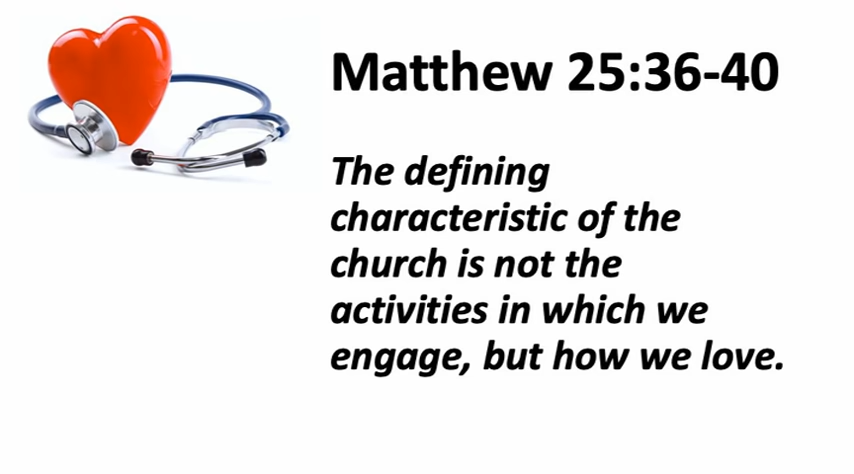 Matthew 25:36-40
The defining
characteristic of the
church is not the
activities in which we
engage, but how we love.